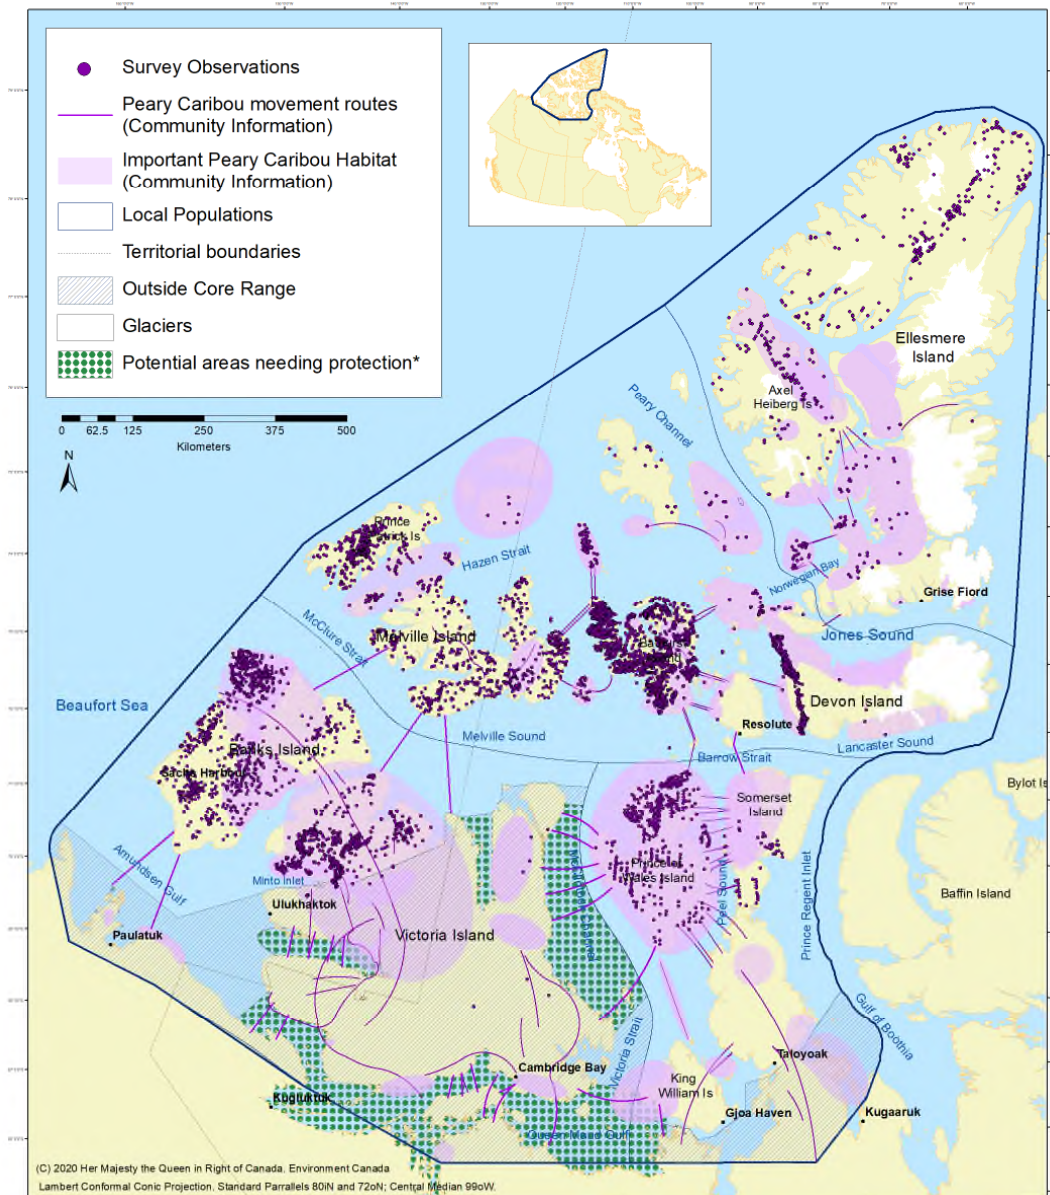 Survey Observations
Peary Caribou movement routes
(Community Information)
Important Peary Caribou Habitat
(Community Information)
Local Populations
Territorial boundaries
Outside Core Range
Glaciers
Potential areas needing protection*
0 62.5 125 250 375 500
Kilometers
N
Ellesmere
Island
Axel
Heiberg Is
Peary Channel
Prince
Is
Hazen Strait
Norwegian Bay
Grise Fiord
McClure Strait
Melville Island
Jones Sound
Beaufort Sea
Devon Island
Resolute
Melville Sound
Lancaster Sound
Banks Island
Barrow Strait
Sachs Harbour
Bylot Is
Somerset
Island
Amundsen Gulf
Minto Inlet
Prince of
Wales Island
Peel Sound
Prince Regent Inlet
Baffin Island
Ulukhaktok
Paulatuk
Victoria Island
Gulf of Boothia
Victoria Strait
Taloyoak
Cambridge Bay
King
William Is
Kugluktuk
Gjoa Haven
Kugaaruk
Queen Maud Gulf
(C) 2020 Her Majesty the Queen in Right of Canada. Environment Canada
Lambert Conformal Conic Projection. Standard Parrallels 80iN and 72oN; Central Median 99oW.